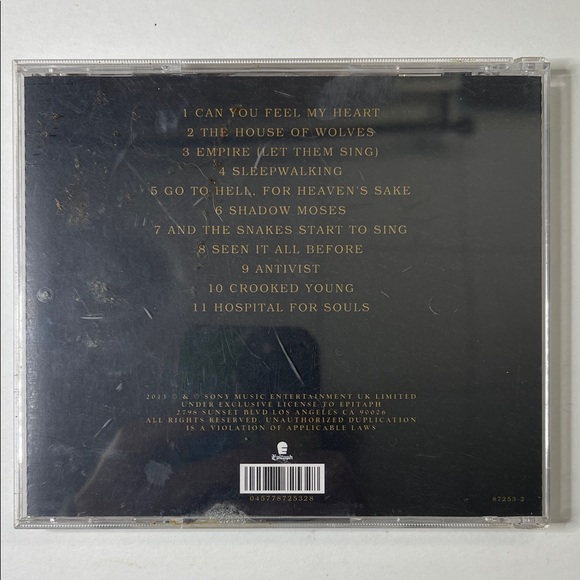 1 CAN YOU FEEL MY HEART
2 THE HOUSE OF WOLVES
3 EMPIRE (LET THEM SING)
4 SLEEPWALKING
5 GO TO HELL, FOR HEAVEN'S SAKE
6 SHADOW MOSES
7 AND THE SNAKES START TO SING
8 SEEN IT ALL BEFORE
9 ANTIVIST
10 CROOKED YOUNG
11 HOSPITAL FOR SOULS
2013 ℗ & © SONY MUSIC ENTERTAINMENT UK LIMITED
UNDER EXCLUSIVE LICENSE TO EPITAPH
2798 SUNSET BLVD LOS ANGELES CA 90026
ALL RIGHTS RESERVED. UNAUTHORIZED DUPLICATION
IS A VIOLATION OF APPLICABLE LAWS
Epitaph
045778725328
87253-2